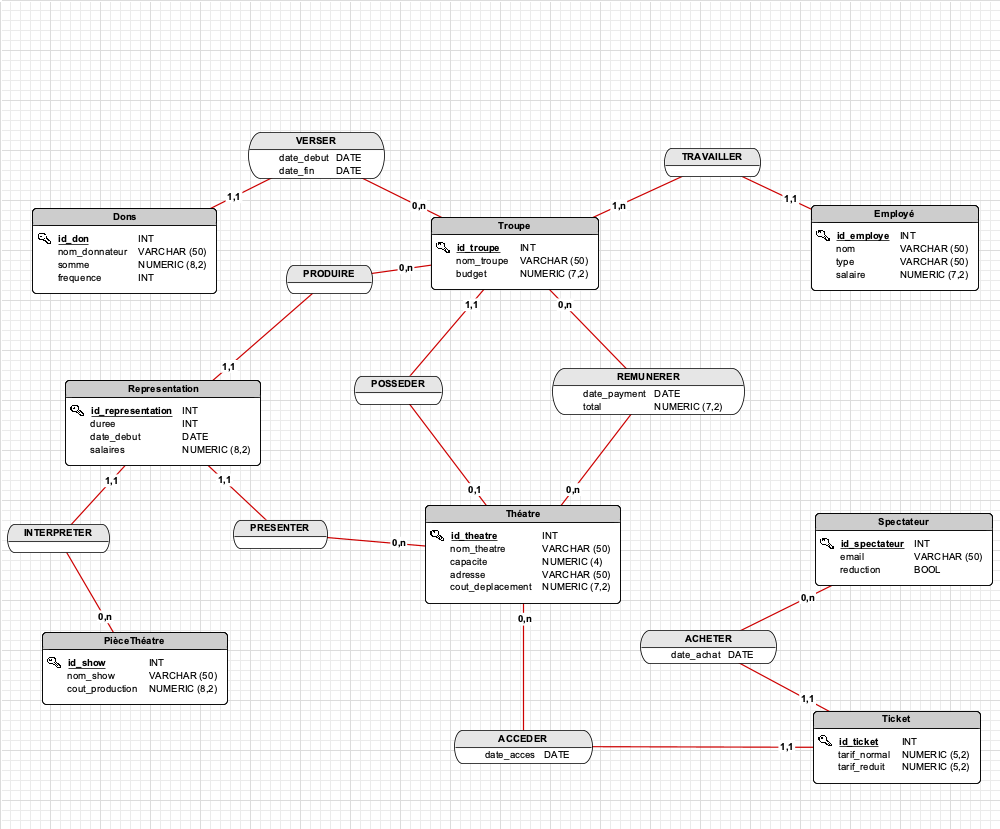 VERSER
date_debut DATE
date_fin DATE
TRAVAILLER
1,1
0,n
1,n
1,1
Dons
id_don INT
nom_donnateur VARCHAR (50)
somme NUMERIC (8,2)
frequence INT
Troupe
id_troupe INT
nom_troupe VARCHAR (50)
budget NUMERIC (7,2)
Employé
id_employe INT
nom VARCHAR (50)
type VARCHAR (50)
salaire NUMERIC (7,2)
PRODUIRE
0,n
1,1
1,1
0,n
POSSEDER
REMUNERER
date_payment DATE
total NUMERIC (7,2)
Representation
id_representation INT
duree INT
date_debut DATE
salaires NUMERIC (8,2)
1,1
1,1
0,1
0,n
INTERPRETER
PRESENTER
0,n
Théatre
id_theatre INT
nom_theatre VARCHAR (50)
capacite NUMERIC (4)
adresse VARCHAR (50)
cout_deplacement NUMERIC (7,2)
Spectateur
id_spectateur INT
email VARCHAR (50)
reduction BOOL
0,n
0,n
0,n
PièceThéatre
id_show INT
nom_show VARCHAR (50)
cout_production NUMERIC (8,2)
ACHETER
date_achat DATE
1,1
ACCEDER
date_acces DATE
1,1
Ticket
id_ticket INT
tarif_normal NUMERIC (5,2)
tarif_reduit NUMERIC (5,2)